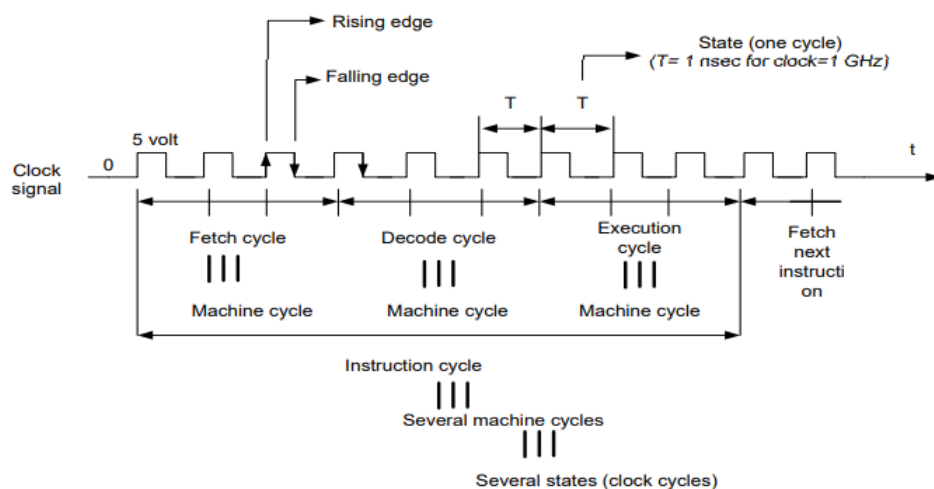 Rising edge
State (one cycle)
(T= 1 nsec for clock=1 GHz)
Falling edge
T
T
5 volt
0
t
Clock
signal
Fetch cycle
Decode cycle
Execution
cycle
Fetch
next
instructi
on
Machine cycle
Machine cycle
Machine cycle
Instruction cycle
Several machine cycles
Several states (clock cycles)